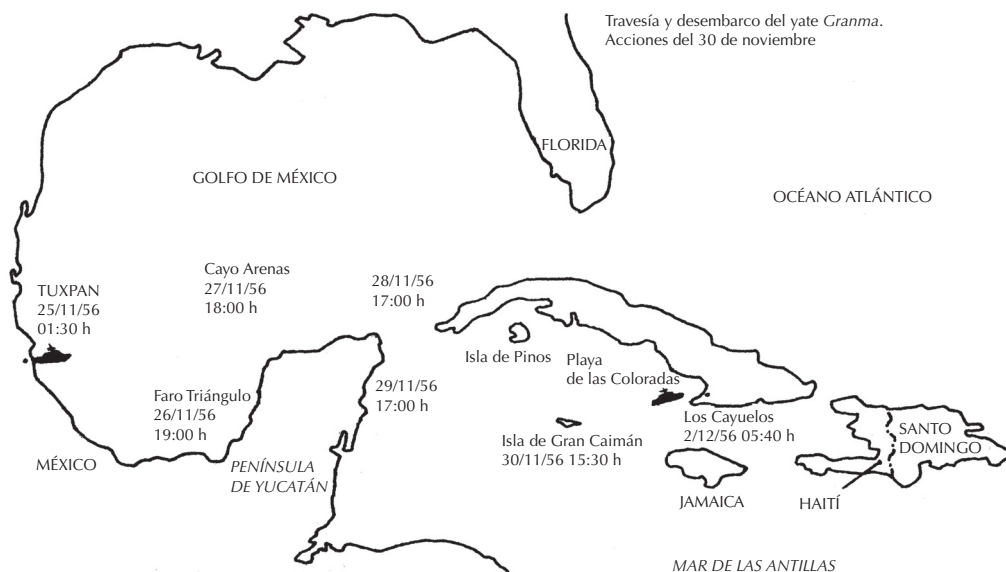 Travesía y desembarco del yate Granma.
Acciones del 30 de noviembre
FLORIDA
GOLFO DE MÉXICO
OCÉANO ATLÁNTICO
TUXPAN
25/11/56
01:30 h
Cayo Arenas
27/11/56
18:00 h
28/11/56
17:00 h
Isla de Pinos
Playa
de las Coloradas
Faro Triángulo
26/11/56
19:00 h
29/11/56
17:00 h
Los Cayuelos
2/12/56 05:40 h
Isla de Gran Caimán
30/11/56 15:30 h
SANTO
DOMINGO
MÉXICO
PENÍNSULA
DE YUCATÁN
JAMAICA
HAITÍ
MAR DE LAS ANTILLAS